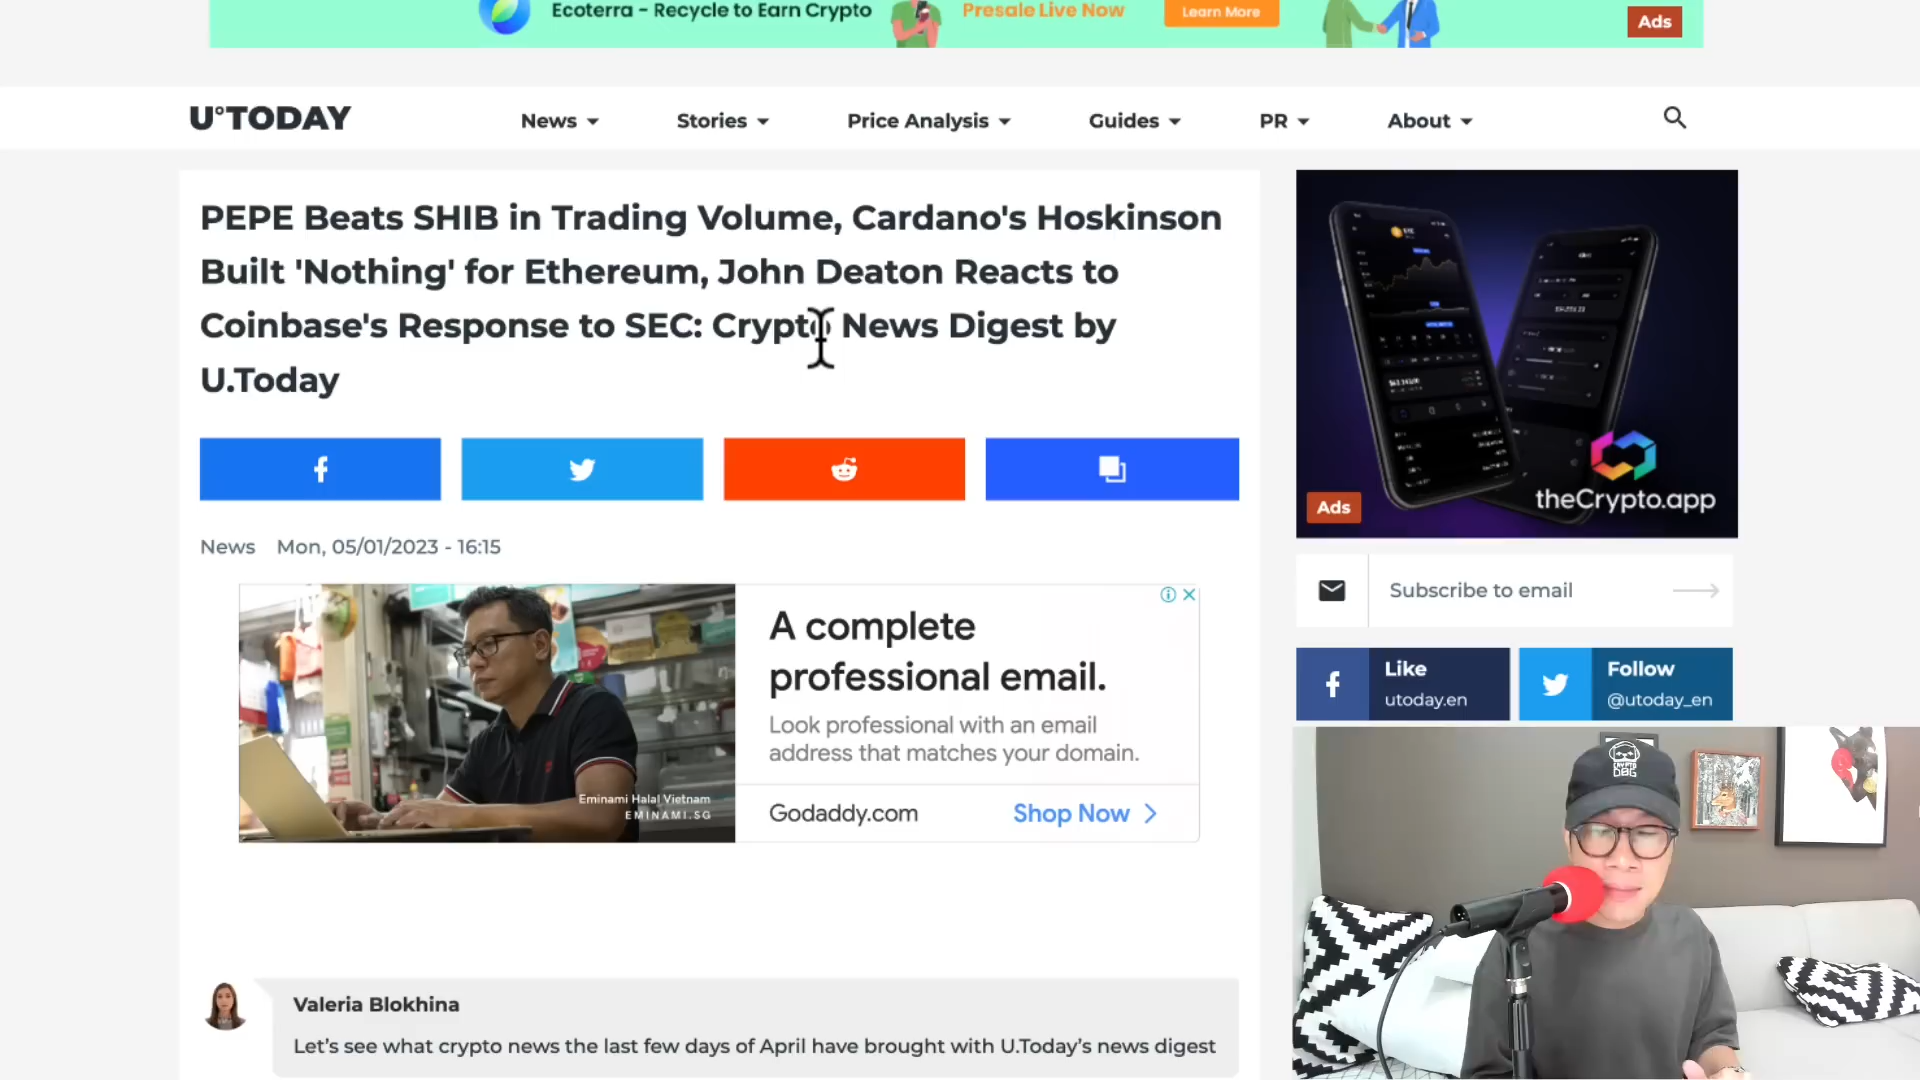 Ecoterra - Recycle to Earn Crypto
Presale Live Now
Learn More
Ads
U°TODAY
News
Stories
Price Analysis
Guides
PR
About
PEPE Beats SHIB in Trading Volume, Cardano's Hoskinson
Built 'Nothing' for Ethereum, John Deaton Reacts to
Coinbase's Response to SEC: Crypto News Digest by
U.Today
News Mon, 05/01/2023 - 16:15
A complete
professional email.
Look professional with an email
address that matches your domain.
Godaddy.com
Shop Now
Eminami Halal Vietnam
EMINAMI.SG
Valeria Blokhina
Let's see what crypto news the last few days of April have brought with U.Today's news digest
Ads
theCrypto.app
Subscribe to email
Like
utoday.en
Follow
@utoday_en
CRYPTO
DOG